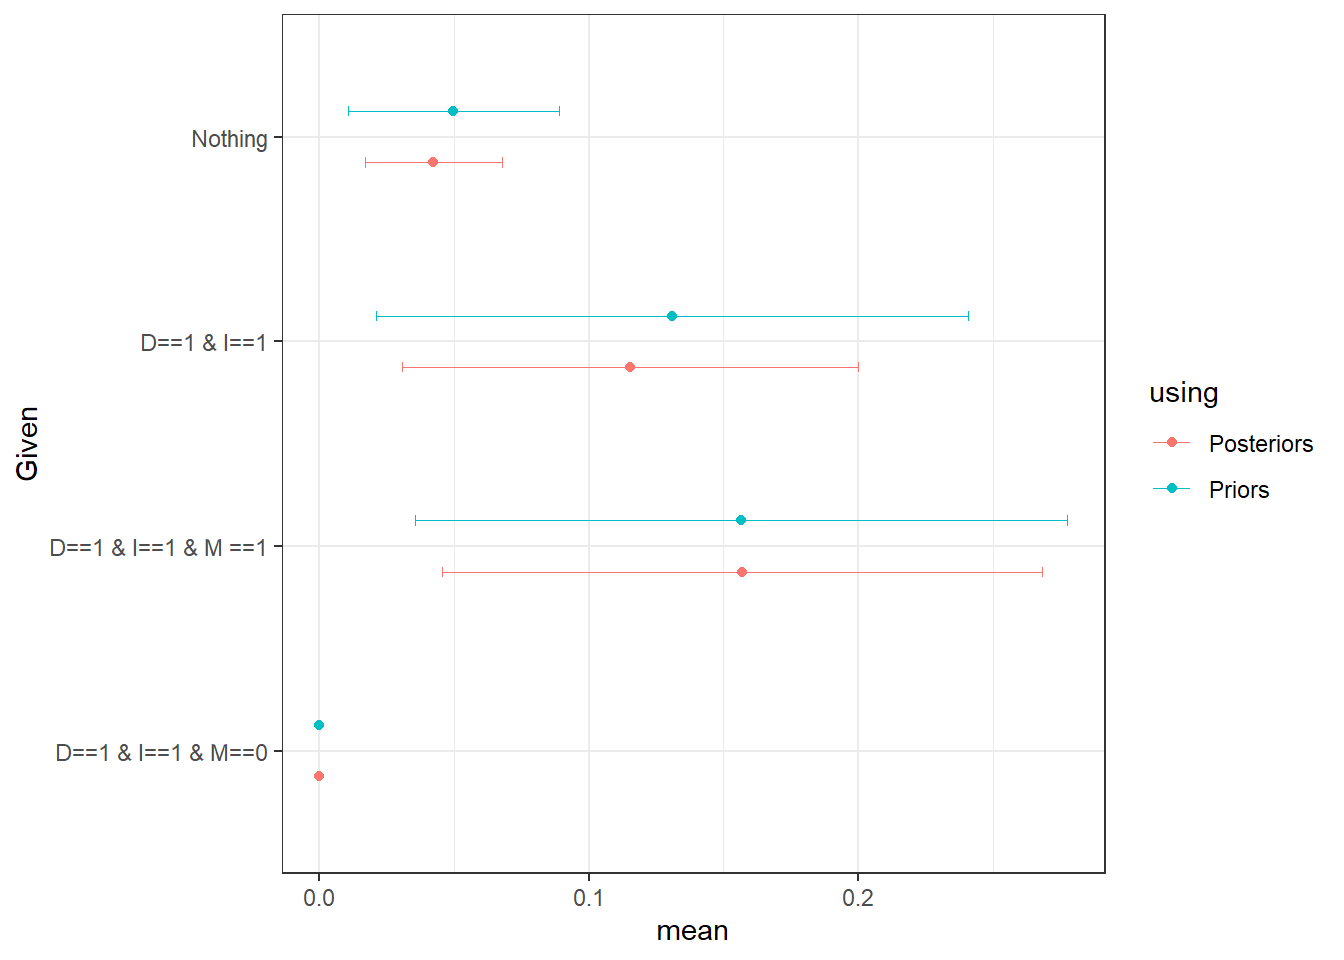 Nothing
D==1 & I==1
D==1 & I==1 & M ==1
D==1 & I==1 & M==0
Given
0.0
0.1
0.2
mean
using
Posteriors
Priors